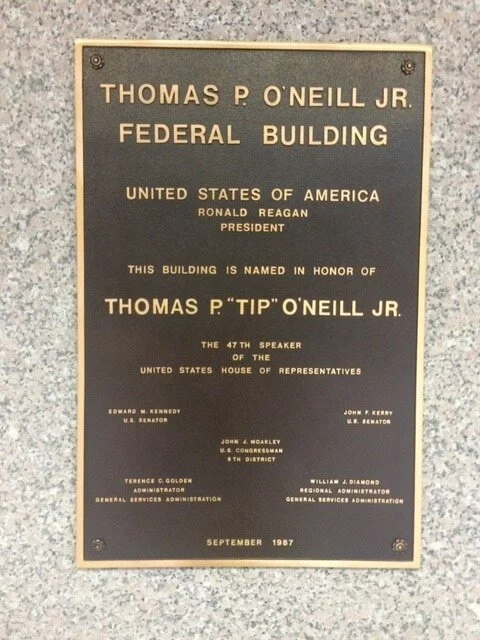 THOMAS P. O'NEILL JR.
FEDERAL BUILDING
UNITED STATES OF AMERICA
RONALD REAGAN
PRESIDENT
THIS BUILDING IS NAMED IN HONOR OF
THOMAS P. "TIP" O'NEILL JR.
THE 47TH SPEAKER
OF THE
UNITED STATES HOUSE OF REPRESENTATIVES
EDWARD M. KENNEDY
U.S. SENATOR
JOHN F. KERRY
U.S. SENATOR
JOHN J. MOAKLEY
U.S. CONGRESSMAN
9TH DISTRICT
TERENCE C. GOLDEN
ADMINISTRATOR
GENERAL SERVICES ADMINISTRATION
WILLIAM J. DIAMOND
REGIONAL ADMINISTRATOR
GENERAL SERVICES ADMINISTRATION
SEPTEMBER 1987